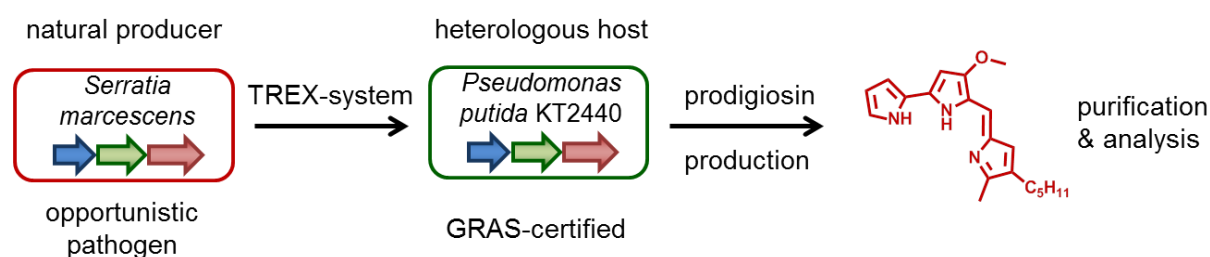 natural producer
heterologous host
Serratia
marcescens
TREX-system
Pseudomonas
putida KT2440
prodigiosin
production
O
NH
N
H
N
C5H11
purification
& analysis
opportunistic
pathogen
GRAS-certified